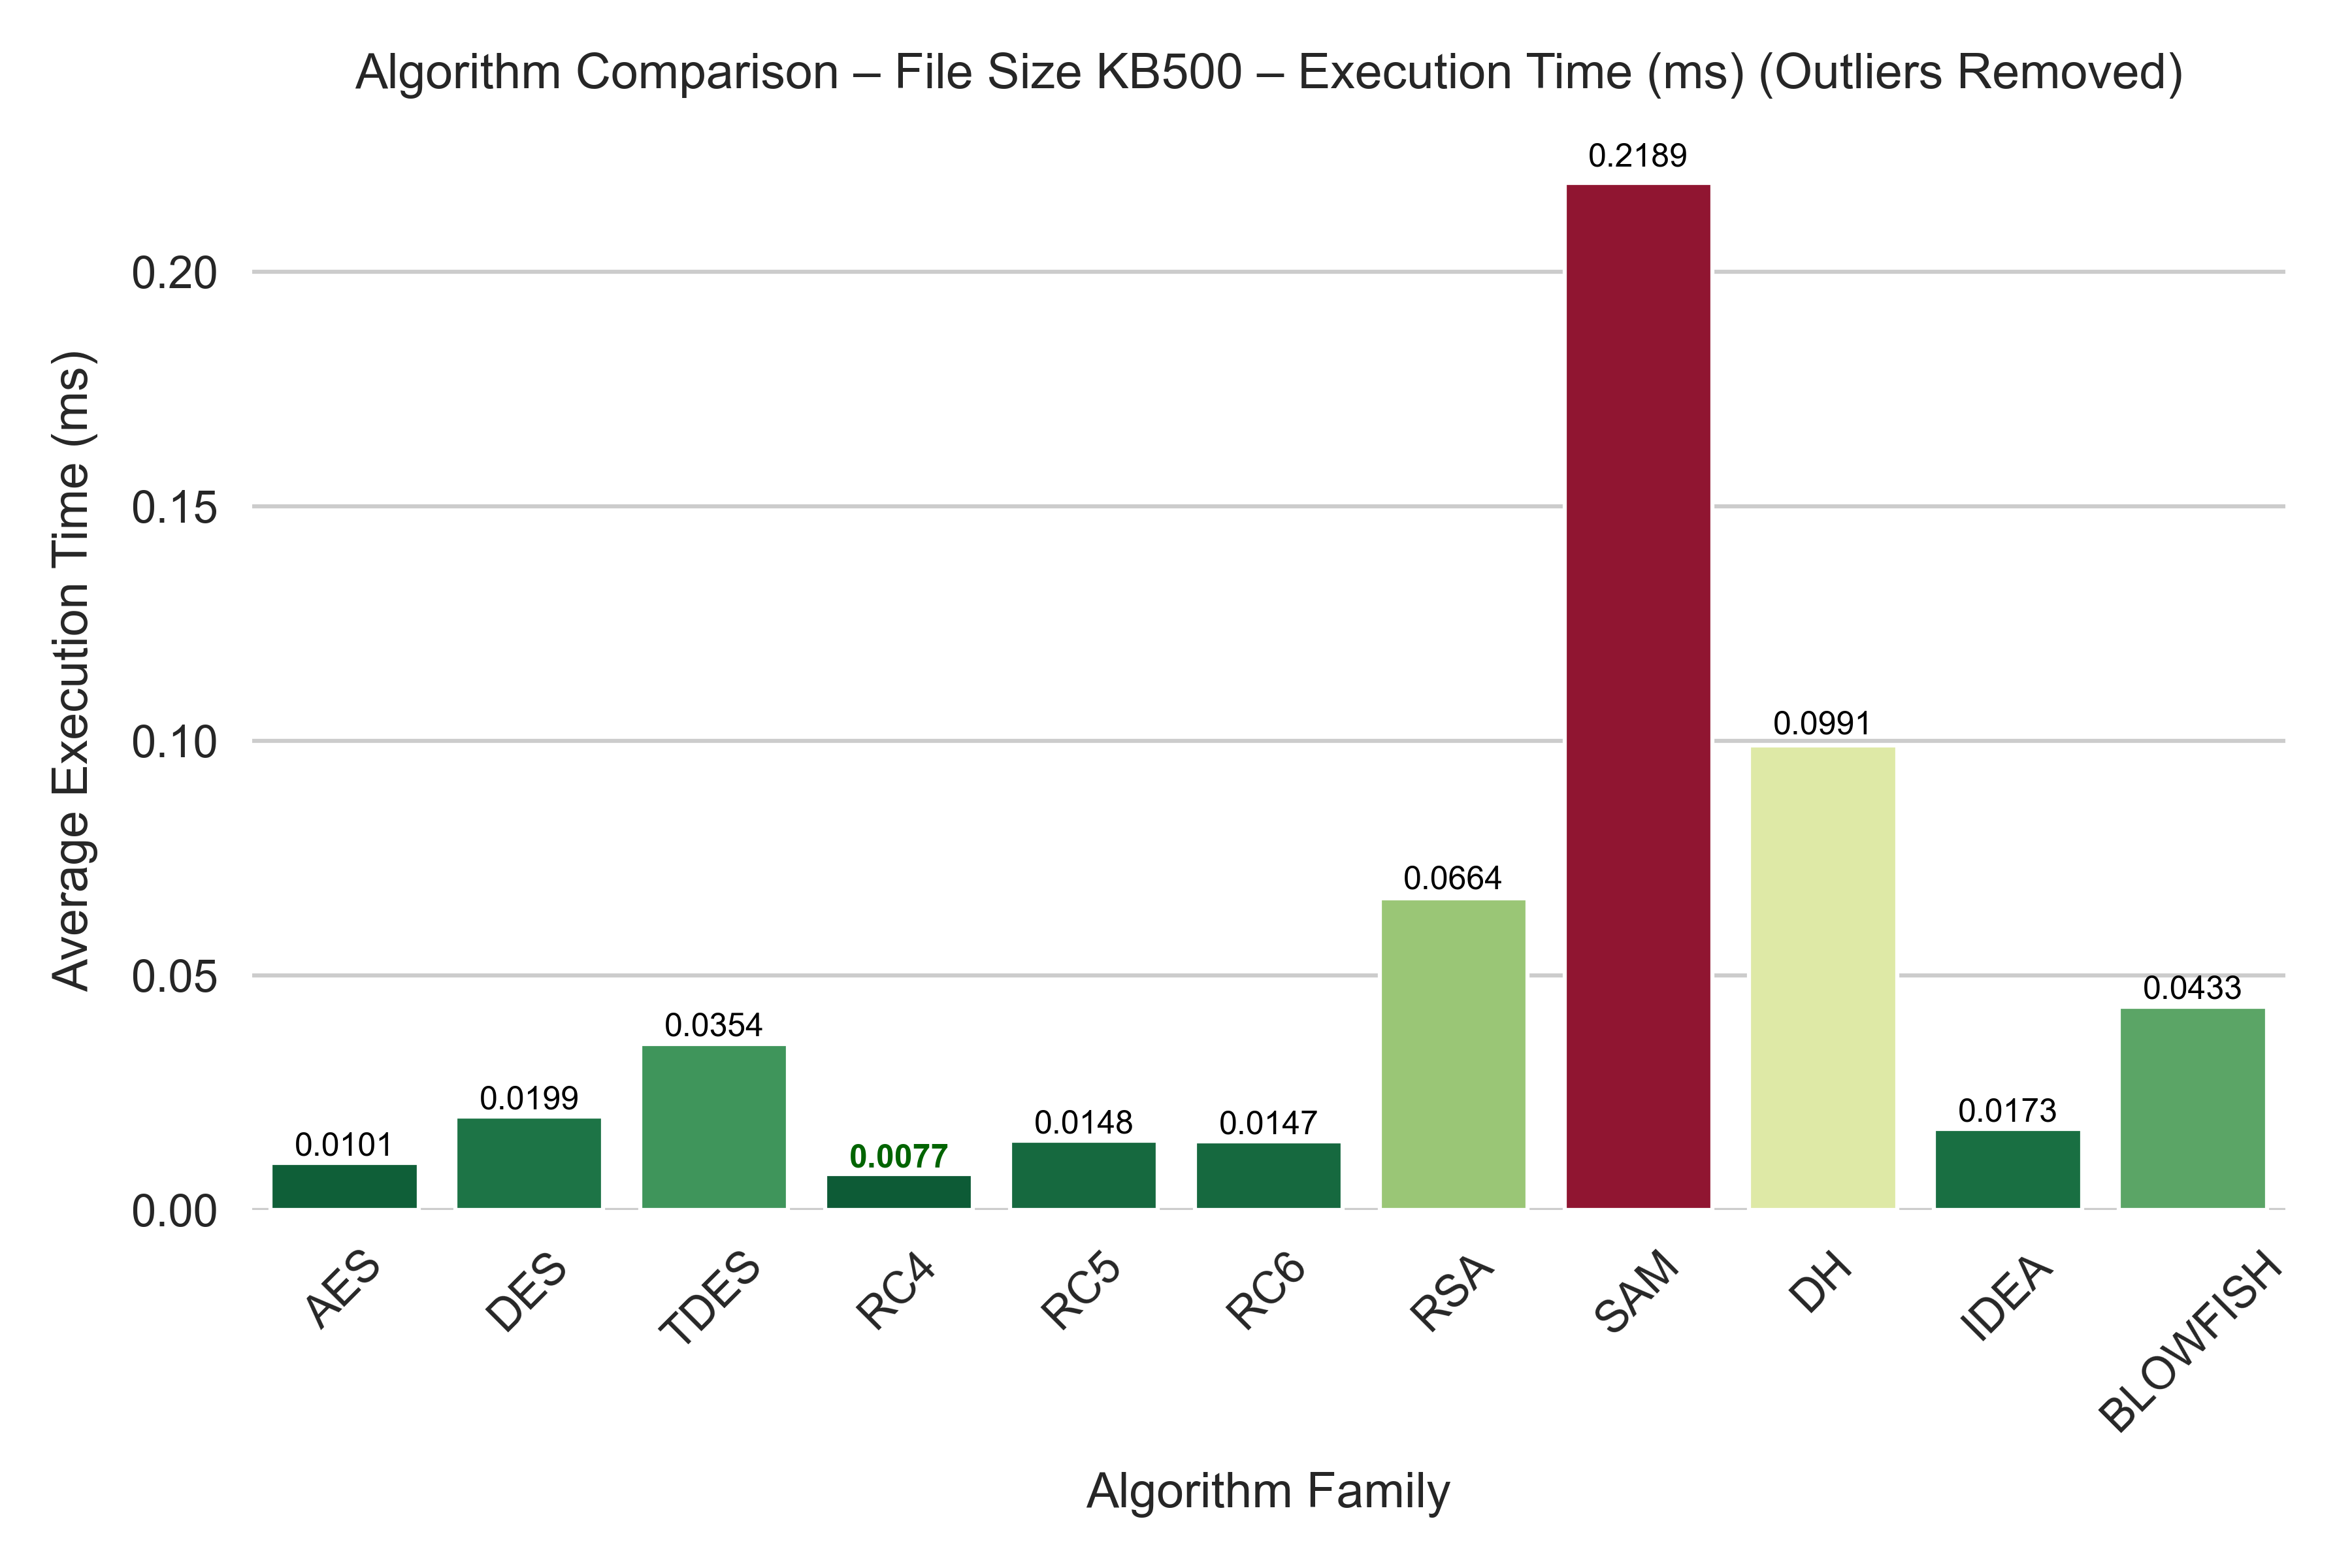 Algorithm Comparison – File Size KB500 – Execution Time (ms) (Outliers Removed)
Average Execution Time (ms)
0.20
0.15
0.10
0.05
0.00
0.0101
0.0199
0.0354
0.0077
0.0148
0.0147
0.0664
0.2189
0.0991
0.0173
0.0433
AES
DES
TDES
RC4
RC5
RC6
RSA
SAM
DH
IDEA
BLOWFISH
Algorithm Family